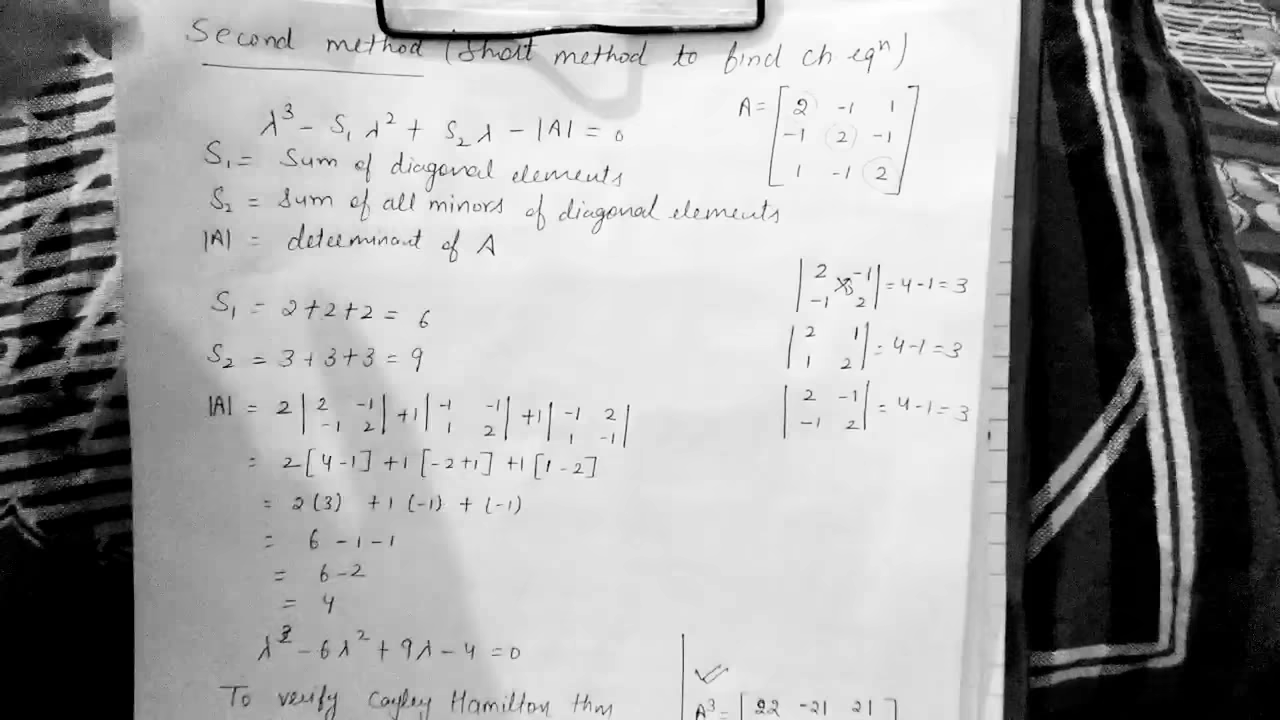 Second method (short method to find ch eqⁿ)
λ³ - S₁ λ² + S₂ λ - |A| = 0
A = [ 2 -1 1
-1 2 -1
1 -1 2 ]
S₁ = Sum of diagonal elements
S₂ = Sum of all minors of diagonal elements
|A| = determinant of A
S₁ = 2+2+2 = 6
S₂ = 3+3+3 = 9
| 2 -1
-1 2 | = 4-1 = 3
| 2 1
1 2 | = 4-1 = 3
| 2 -1
-1 2 | = 4-1 = 3
|A| = 2 | 2 -1 | +1 | -1 -1 | +1 | -1 2 |
-1 2 1 2 1 -1
= 2 [4-1] +1 [-2+1] +1 [1-2]
= 2(3) +1(-1) + (-1)
= 6 -1 -1
= 6-2
= 4
λ³ - 6λ² + 9λ - 4 = 0
To verify Cayley Hamilton thm
✓
A³ = [ 22 -21 21 ]